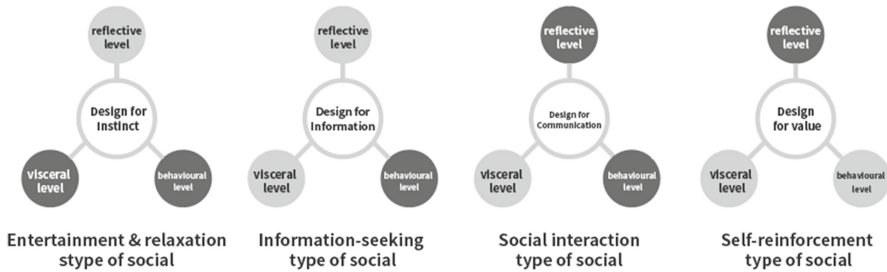 reflective
level
Design for
Instinct
visceral
level
behavioural
level
Entertainment & relaxation
stype of social
reflective
level
Design for
Information
visceral
level
behavioural
level
Information-seeking
type of social
reflective
level
Design for
Communication
visceral
level
behavioural
level
Social interaction
type of social
reflective
level
Design
for value
visceral
level
behavioural
level
Self-reinforcement
type of social